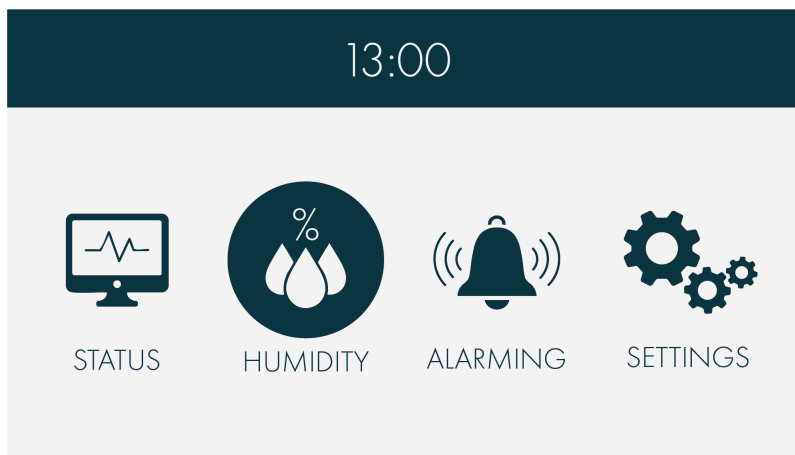 13:00
%
STATUS
HUMIDITY
ALARMING
SETTINGS